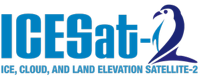 ICESat-2
ICE, CLOUD, AND LAND ELEVATION SATELLITE-2